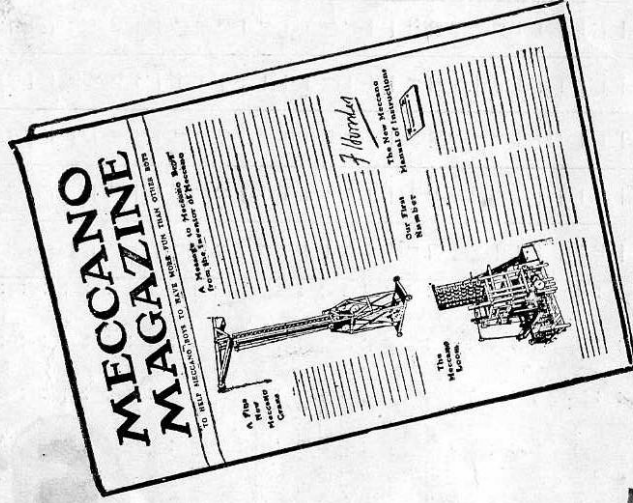 MECCANO
MAGAZINE
TO HELP MECCANO BOYS TO HAVE MORE FUN THAN OTHER BOYS
A Message to Meccano Boys
from the Inventor of Meccano
F Hornby
A Fine
New
Meccano
Crane
Our First
Number
The New Meccano
Manual of Instructions
The
Meccano
Loom.